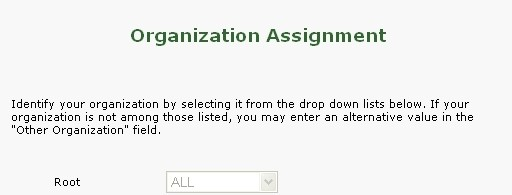 Organization Assignment
Identify your organization by selecting it from the drop down lists below. If your
organization is not among those listed, you may enter an alternative value in the
"Other Organization" field.
Root ALL